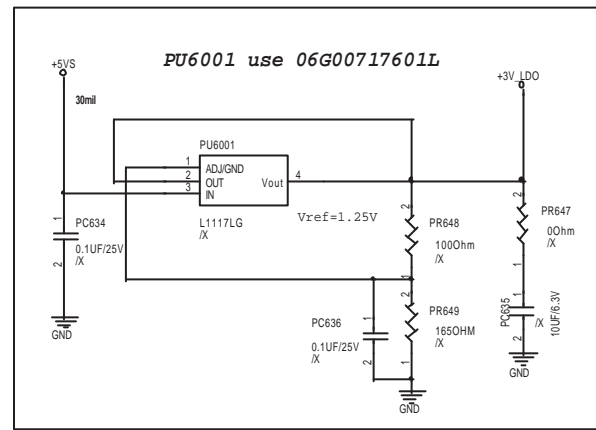 PU6001 use 06G00717601L
+5VS
+3V_LDO
30mil
PU6001
1 ADJ/GND
2 OUT Vout 4
3 IN
L1117LG
/X
Vref=1.25V
1
PC634
0.1UF/25V
/X
2
GND
2
PR648
100Ohm
/X
1
2
PR647
0Ohm
/X
1
1
PC636
0.1UF/25V
/X
2
2
PR649
165OHM
/X
1
GND
1
PC635
/X
10UF/6.3V
2
GND